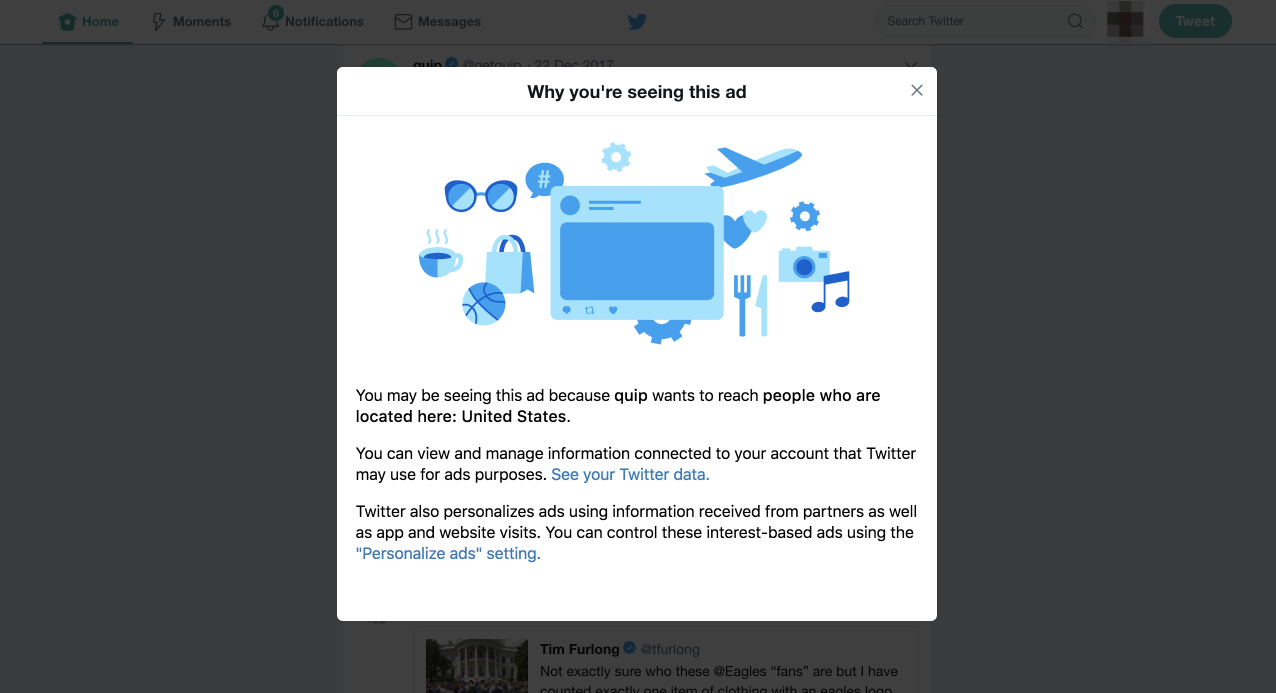 Home Moments 6 Notifications Messages Search Twitter Tweet
quip @getquip · 22 Dec 2017
Why you're seeing this ad
#
You may be seeing this ad because quip wants to reach people who are
located here: United States.
You can view and manage information connected to your account that Twitter
may use for ads purposes. See your Twitter data.
Twitter also personalizes ads using information received from partners as well
as app and website visits. You can control these interest-based ads using the
"Personalize ads" setting.
Tim Furlong @tfurlong
Not exactly sure who these @Eagles “fans” are but I have
counted exactly one item of clothing with an eagles logo